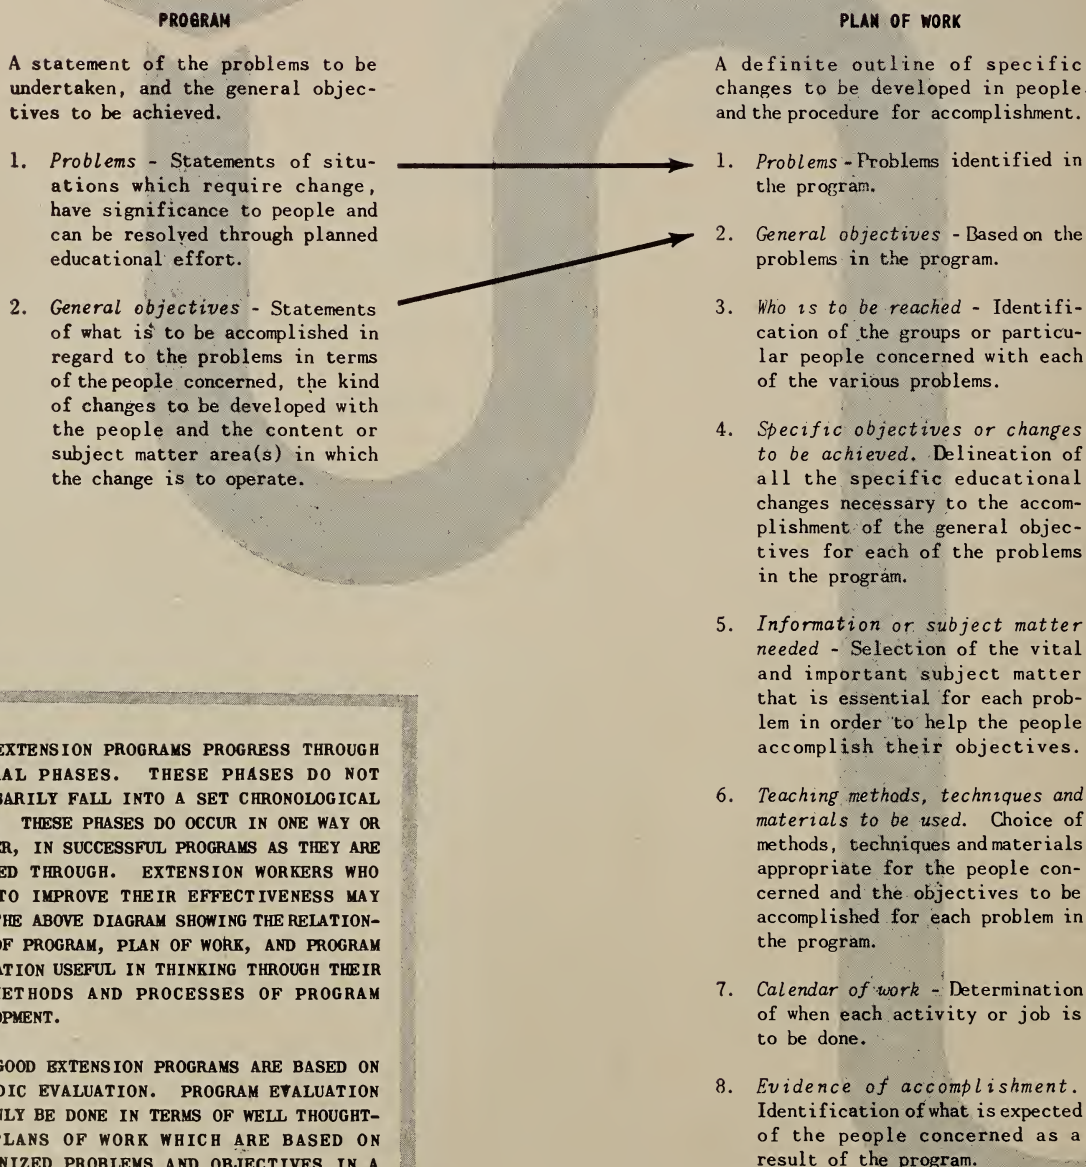 PROGRAM
A statement of the problems to be
undertaken, and the general objec-
tives to be achieved.
1. Problems - Statements of situ-
ations which require change,
have significance to people and
can be resolved through planned
educational effort.
2. General objectives - Statements
of what is to be accomplished in
regard to the problems in terms
of the people concerned, the kind
of changes to be developed with
the people and the content or
subject matter area(s) in which
the change is to operate.
EXTENSION PROGRAMS PROGRESS THROUGH
AL PHASES. THESE PHASES DO NOT
SARILY FALL INTO A SET CHRONOLOGICAL
THESE PHASES DO OCCUR IN ONE WAY OR
R, IN SUCCESSFUL PROGRAMS AS THEY ARE
ED THROUGH. EXTENSION WORKERS WHO
TO IMPROVE THEIR EFFECTIVENESS MAY
HE ABOVE DIAGRAM SHOWING THE RELATION-
OF PROGRAM, PLAN OF WORK, AND PROGRAM
ATION USEFUL IN THINKING THROUGH THEIR
ETHODS AND PROCESSES OF PROGRAM
OPMENT.
GOOD EXTENSION PROGRAMS ARE BASED ON
DIC EVALUATION. PROGRAM EVALUATION
NLY BE DONE IN TERMS OF WELL THOUGHT-
LANS OF WORK WHICH ARE BASED ON
NIZED PROBLEMS AND OBJECTIVES IN A
PLAN OF WORK
A definite outline of specific
changes to be developed in people
and the procedure for accomplishment.
1. Problems - Problems identified in
the program.
2. General objectives - Based on the
problems in the program.
3. Who is to be reached - Identifi-
cation of the groups or particu-
lar people concerned with each
of the various problems.
4. Specific objectives or changes
to be achieved. Delineation of
all the specific educational
changes necessary to the accom-
plishment of the general objec-
tives for each of the problems
in the program.
5. Information or subject matter
needed - Selection of the vital
and important subject matter
that is essential for each prob-
lem in order to help the people
accomplish their objectives.
6. Teaching methods, techniques and
materials to be used. Choice of
methods, techniques and materials
appropriate for the people con-
cerned and the objectives to be
accomplished for each problem in
the program.
7. Calendar of work - Determination
of when each activity or job is
to be done.
8. Evidence of accomplishment.
Identification of what is expected
of the people concerned as a
result of the program.